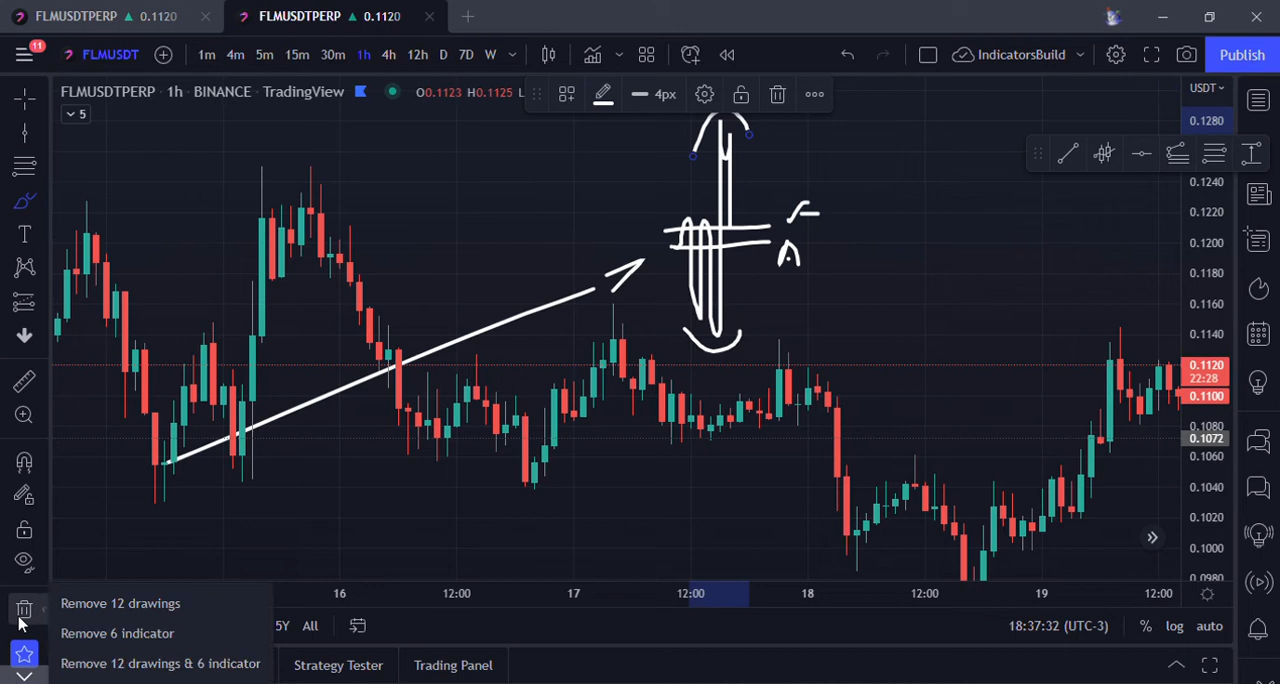 FLMUSDTPERP ▲ 0.1120
FLMUSDTPERP ▲ 0.1120
11
FLMUSDT
1m 4m 5m 15m 30m 1h 4h 12h D 7D W
IndicatorsBuild
Publish
FLMUSDTPERP • 1h • BINANCE • TradingView
O0.1123 H0.1125 L
5
4px
USDT
0.1280
0.1240
0.1220
0.1200
0.1180
0.1160
0.1140
0.1120
22:28
0.1100
0.1080
0.1072
0.1060
0.1040
0.1020
0.1000
0.0980
16 12:00 17 12:00 18 12:00 19 12:00
Remove 12 drawings
Remove 6 indicator
Remove 12 drawings & 6 indicator
5Y All
18:37:32 (UTC-3)
% log auto
Strategy Tester
Trading Panel